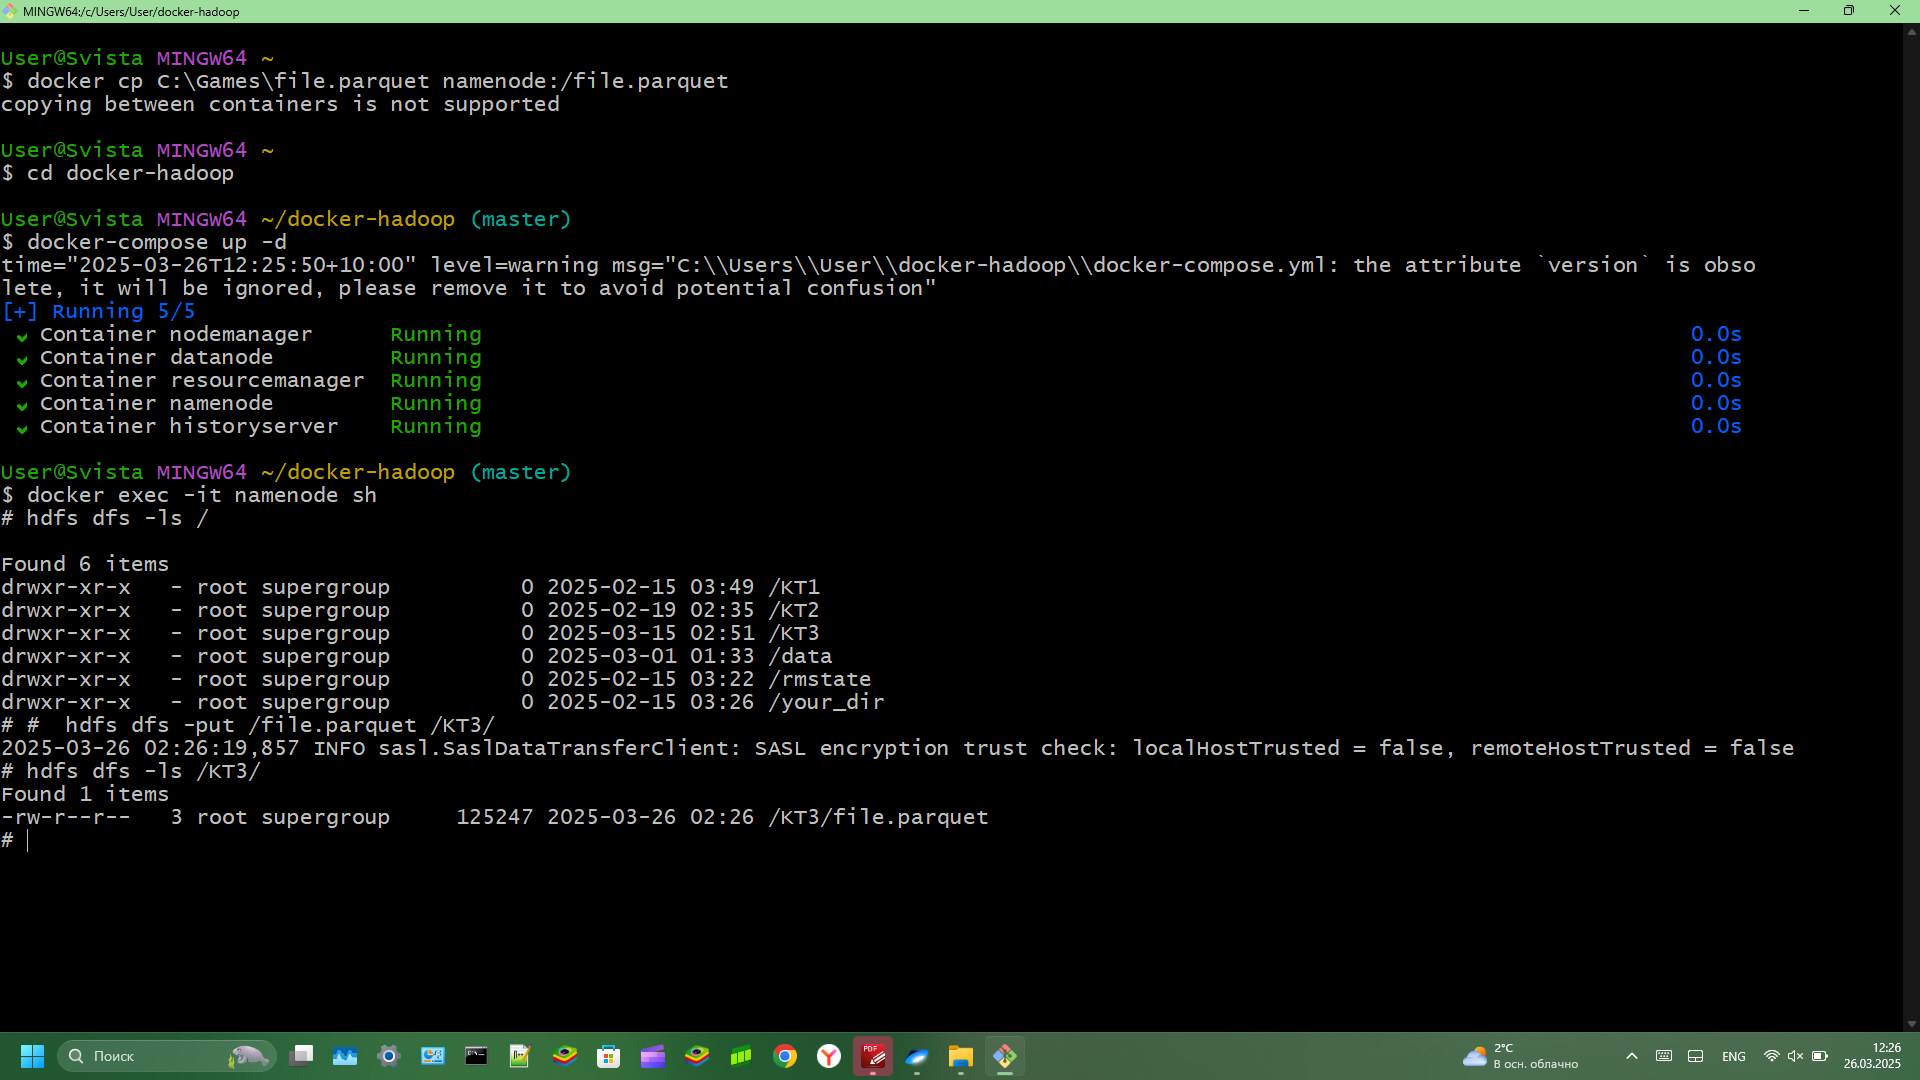 MINGW64:/c/Users/User/docker-hadoop
User@Svista MINGW64 ~
$ docker cp C:\Games\file.parquet namenode:/file.parquet
copying between containers is not supported
User@Svista MINGW64 ~
$ cd docker-hadoop
User@Svista MINGW64 ~/docker-hadoop (master)
$ docker-compose up -d
time="2025-03-26T12:25:50+10:00" level=warning msg="C:\\Users\\User\\docker-hadoop\\docker-compose.yml: the attribute `version` is obso
lete, it will be ignored, please remove it to avoid potential confusion"
[+] Running 5/5
✔ Container nodemanager Running 0.0s
✔ Container datanode Running 0.0s
✔ Container resourcemanager Running 0.0s
✔ Container namenode Running 0.0s
✔ Container historyserver Running 0.0s
User@Svista MINGW64 ~/docker-hadoop (master)
$ docker exec -it namenode sh
# hdfs dfs -ls /
Found 6 items
drwxr-xr-x - root supergroup 0 2025-02-15 03:49 /KT1
drwxr-xr-x - root supergroup 0 2025-02-19 02:35 /KT2
drwxr-xr-x - root supergroup 0 2025-03-15 02:51 /KT3
drwxr-xr-x - root supergroup 0 2025-03-01 01:33 /data
drwxr-xr-x - root supergroup 0 2025-02-15 03:22 /rmstate
drwxr-xr-x - root supergroup 0 2025-02-15 03:26 /your_dir
# # hdfs dfs -put /file.parquet /KT3/
2025-03-26 02:26:19,857 INFO sasl.SaslDataTransferClient: SASL encryption trust check: localHostTrusted = false, remoteHostTrusted = false
# hdfs dfs -ls /KT3/
Found 1 items
-rw-r--r-- 3 root supergroup 125247 2025-03-26 02:26 /KT3/file.parquet
#
Поиск
PDF
2°C
В осн. облачно
ENG
12:26
26.03.2025